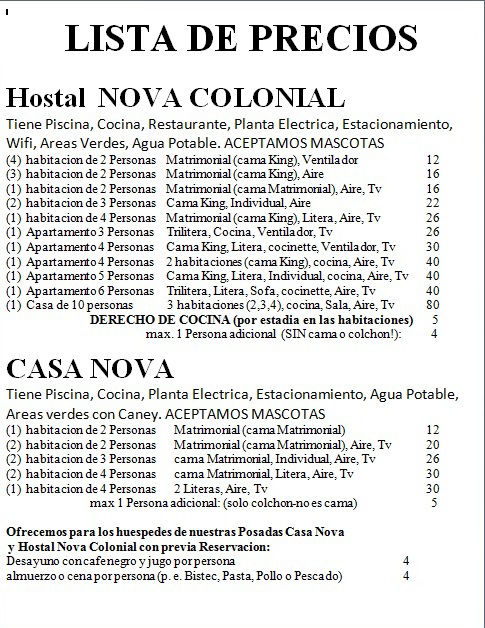 LISTA DE PRECIOS
Hostal NOVA COLONIAL
Tiene Piscina, Cocina, Restaurante, Planta Electrica, Estacionamiento,
Wifi, Areas Verdes, Agua Potable. ACEPTAMOS MASCOTAS
(4) habitacion de 2 Personas Matrimonial (cama King), Ventilador 12
(3) habitacion de 2 Personas Matrimonial (cama King), Aire 16
(1) habitacion de 2 Personas Matrimonial (cama Matrimonial), Aire, Tv 16
(2) habitacion de 3 Personas Cama King, Individual, Aire 22
(1) habitacion de 4 Personas Matrimonial (cama King), Litera, Aire, Tv 26
(1) Apartamento 3 Personas Trilitera, Cocina, Ventilador, Tv 26
(1) Apartamento 4 Personas Cama King, Litera, cocinette, Ventilador, Tv 30
(1) Apartamento 4 Personas 2 habitaciones (cama King), cocina, Aire, Tv 40
(1) Apartamento 5 Personas Cama King, Litera, Individual, cocina, Aire, Tv 40
(1) Apartamento 6 Personas Trilitera, Litera, Sofa, cocinette, Aire, Tv 40
(1) Casa de 10 personas 3 habitaciones (2,3,4), cocina, Sala, Aire, Tv 80
DERECHO DE COCINA (por estadia en las habitaciones) 5
max. 1 Persona adicional (SIN cama o colchon!): 4
CASA NOVA
Tiene Piscina, Cocina, Planta Electrica, Estacionamiento, Agua Potable,
Areas verdes con Caney. ACEPTAMOS MASCOTAS
(1) habitacion de 2 Personas Matrimonial (cama Matrimonial) 12
(2) habitacion de 2 Personas Matrimonial (cama Matrimonial), Aire, Tv 20
(2) habitacion de 3 Personas cama Matrimonial, Individual, Aire, Tv 26
(2) habitacion de 4 Personas cama Matrimonial, Litera, Aire, Tv 30
(1) habitacion de 4 Personas 2 Literas, Aire, Tv 30
max 1 Persona adicional: (solo colchon-no es cama) 5
Ofrecemos para los huespedes de nuestras Posadas Casa Nova
y Hostal Nova Colonial con previa Reservacion:
Desayuno con cafe negro y jugo por persona 4
almuerzo o cena por persona (p. e. Bistec, Pasta, Pollo o Pescado) 4